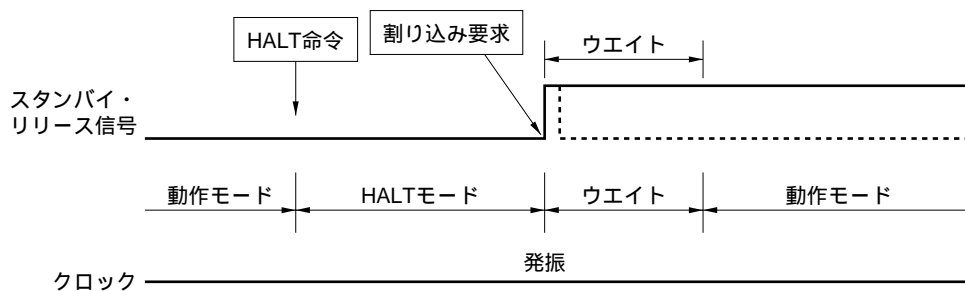 HALT命令
割り込み要求
ウエイト
スタンバイ・
リリース信号
動作モード
HALTモード
ウエイト
動作モード
発振
クロック